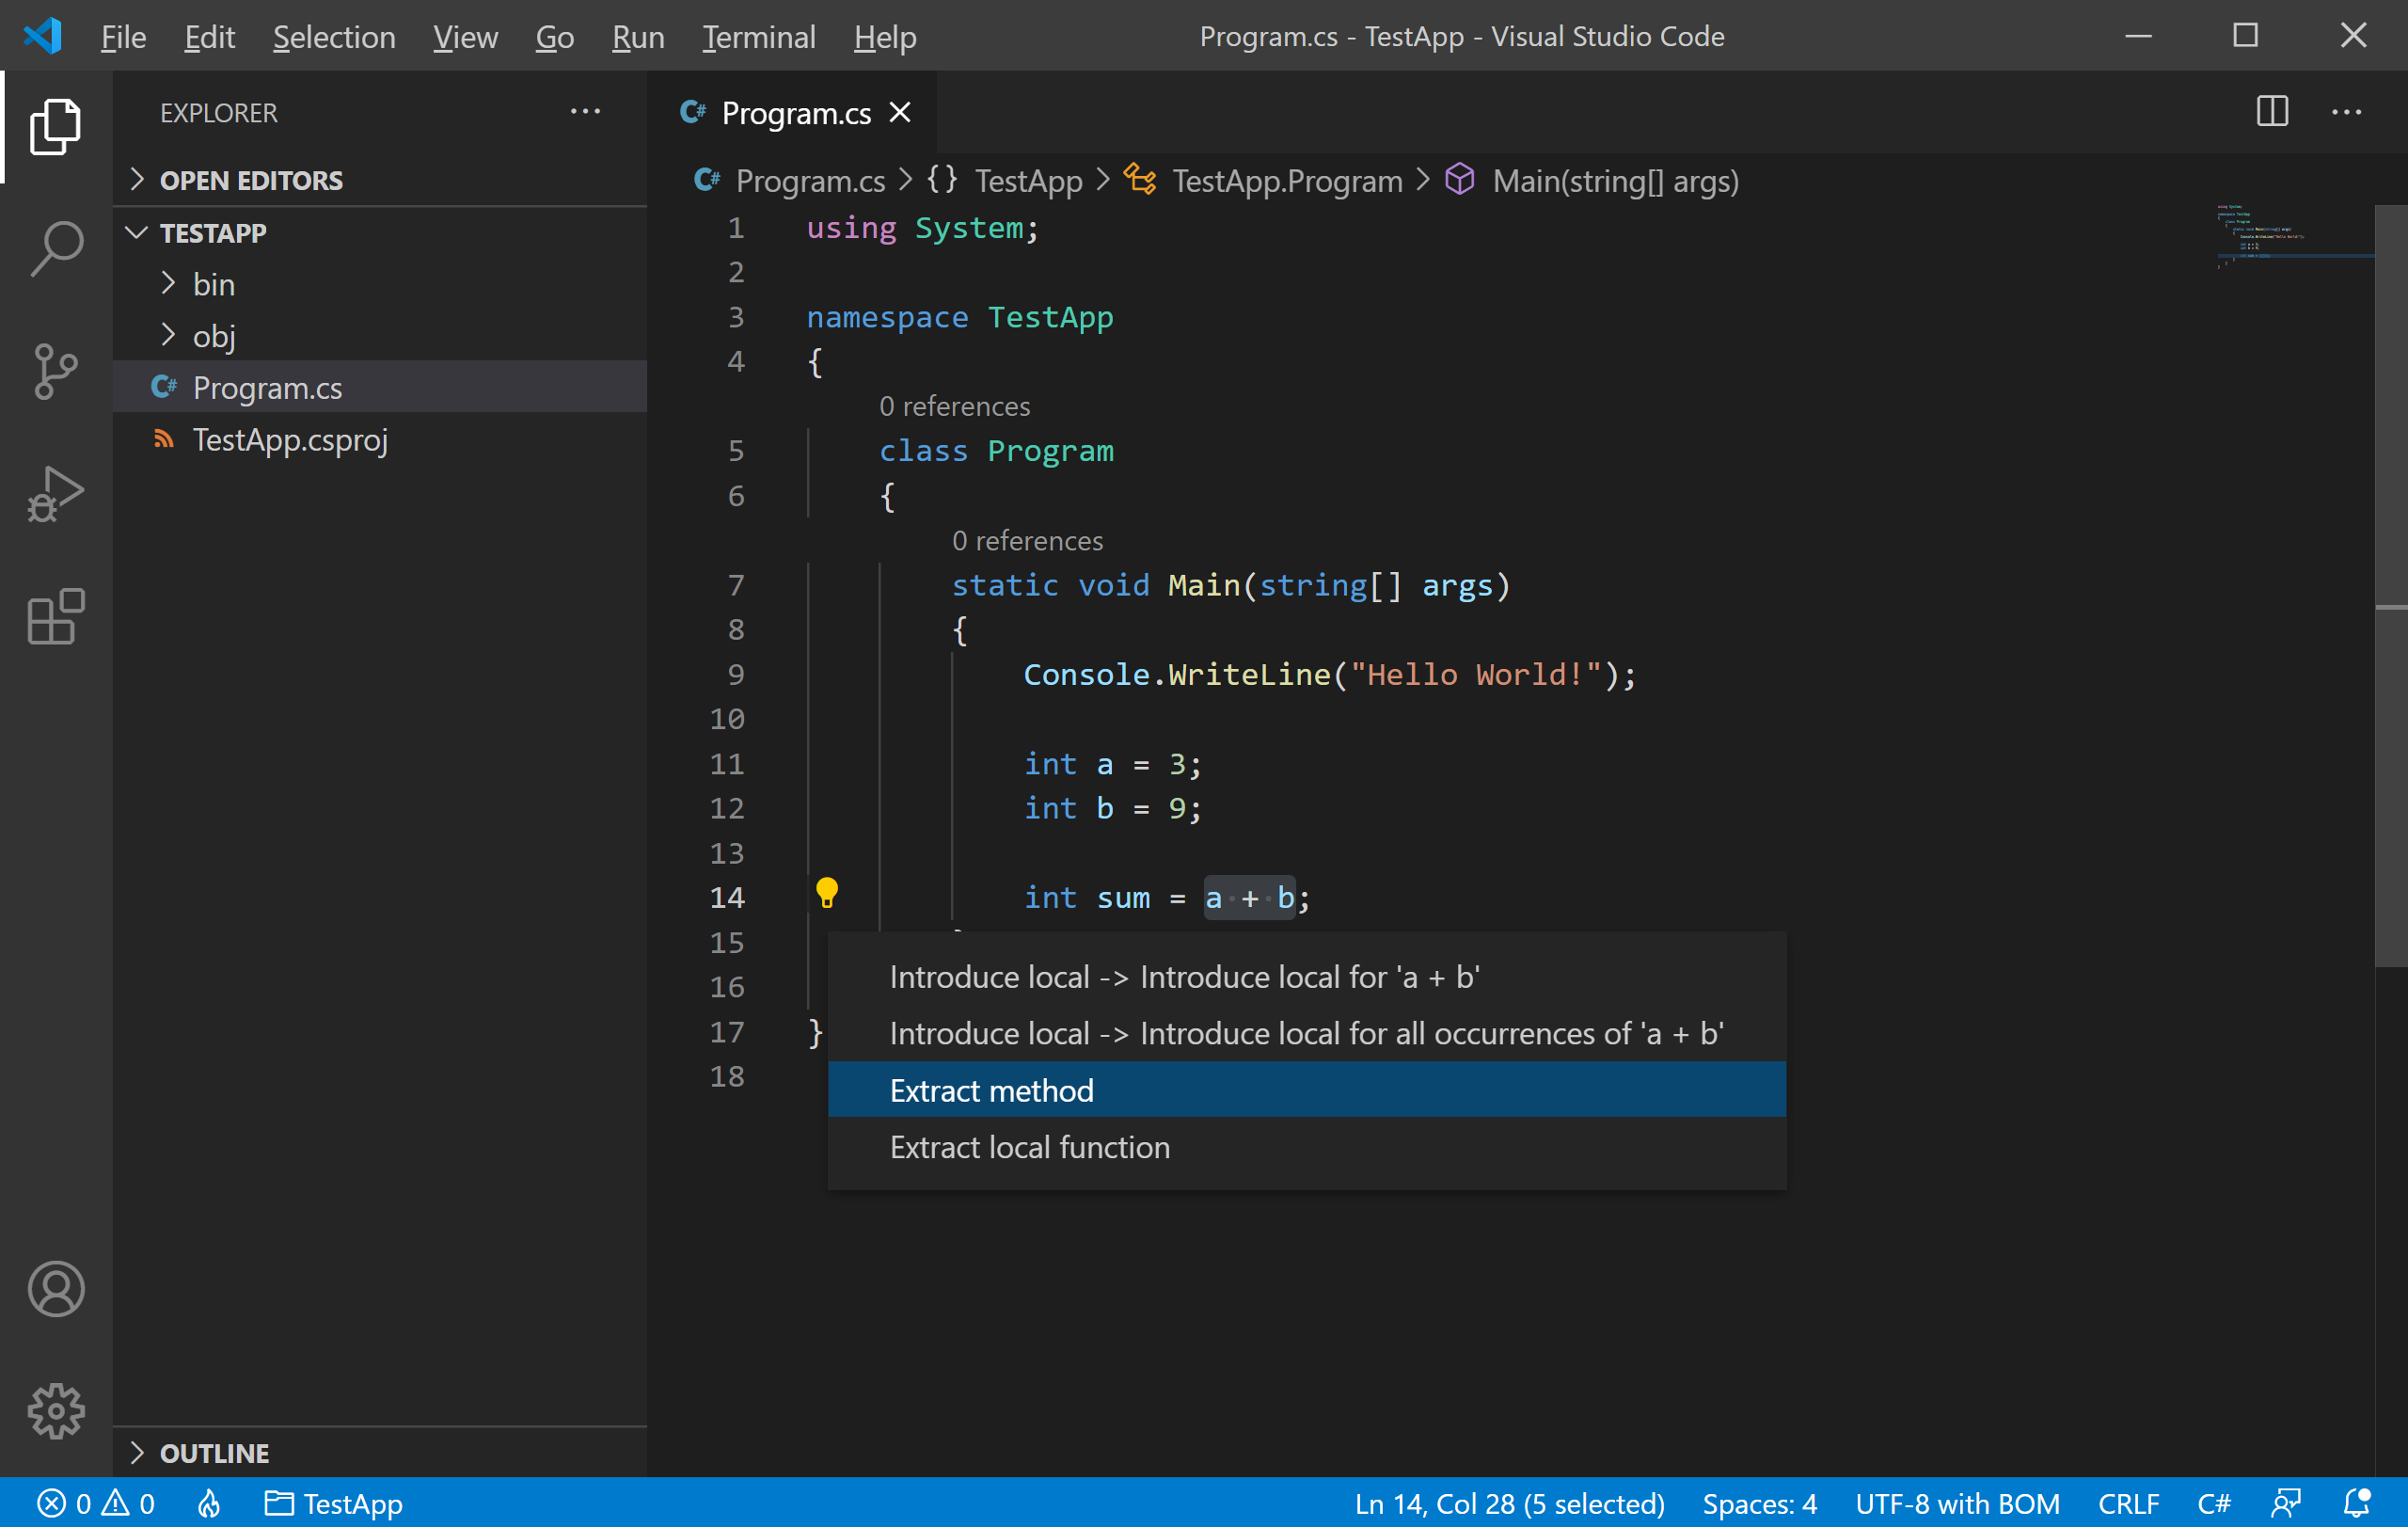 File Edit Selection View Go Run Terminal Help Program.cs - TestApp - Visual Studio Code
EXPLORER
OPEN EDITORS
TESTAPP
bin
obj
C# Program.cs
TestApp.csproj
OUTLINE
C# Program.cs
C# Program.cs > {} TestApp > TestApp.Program > Main(string[] args)
1 using System;
2
3 namespace TestApp
4 {
0 references
5 class Program
6 {
0 references
7 static void Main(string[] args)
8 {
9 Console.WriteLine("Hello World!");
10
11 int a = 3;
12 int b = 9;
13
14 int sum = a + b;
15
16
17 }
18
Introduce local -> Introduce local for 'a + b'
Introduce local -> Introduce local for all occurrences of 'a + b'
Extract method
Extract local function
0 0 TestApp Ln 14, Col 28 (5 selected) Spaces: 4 UTF-8 with BOM CRLF C#